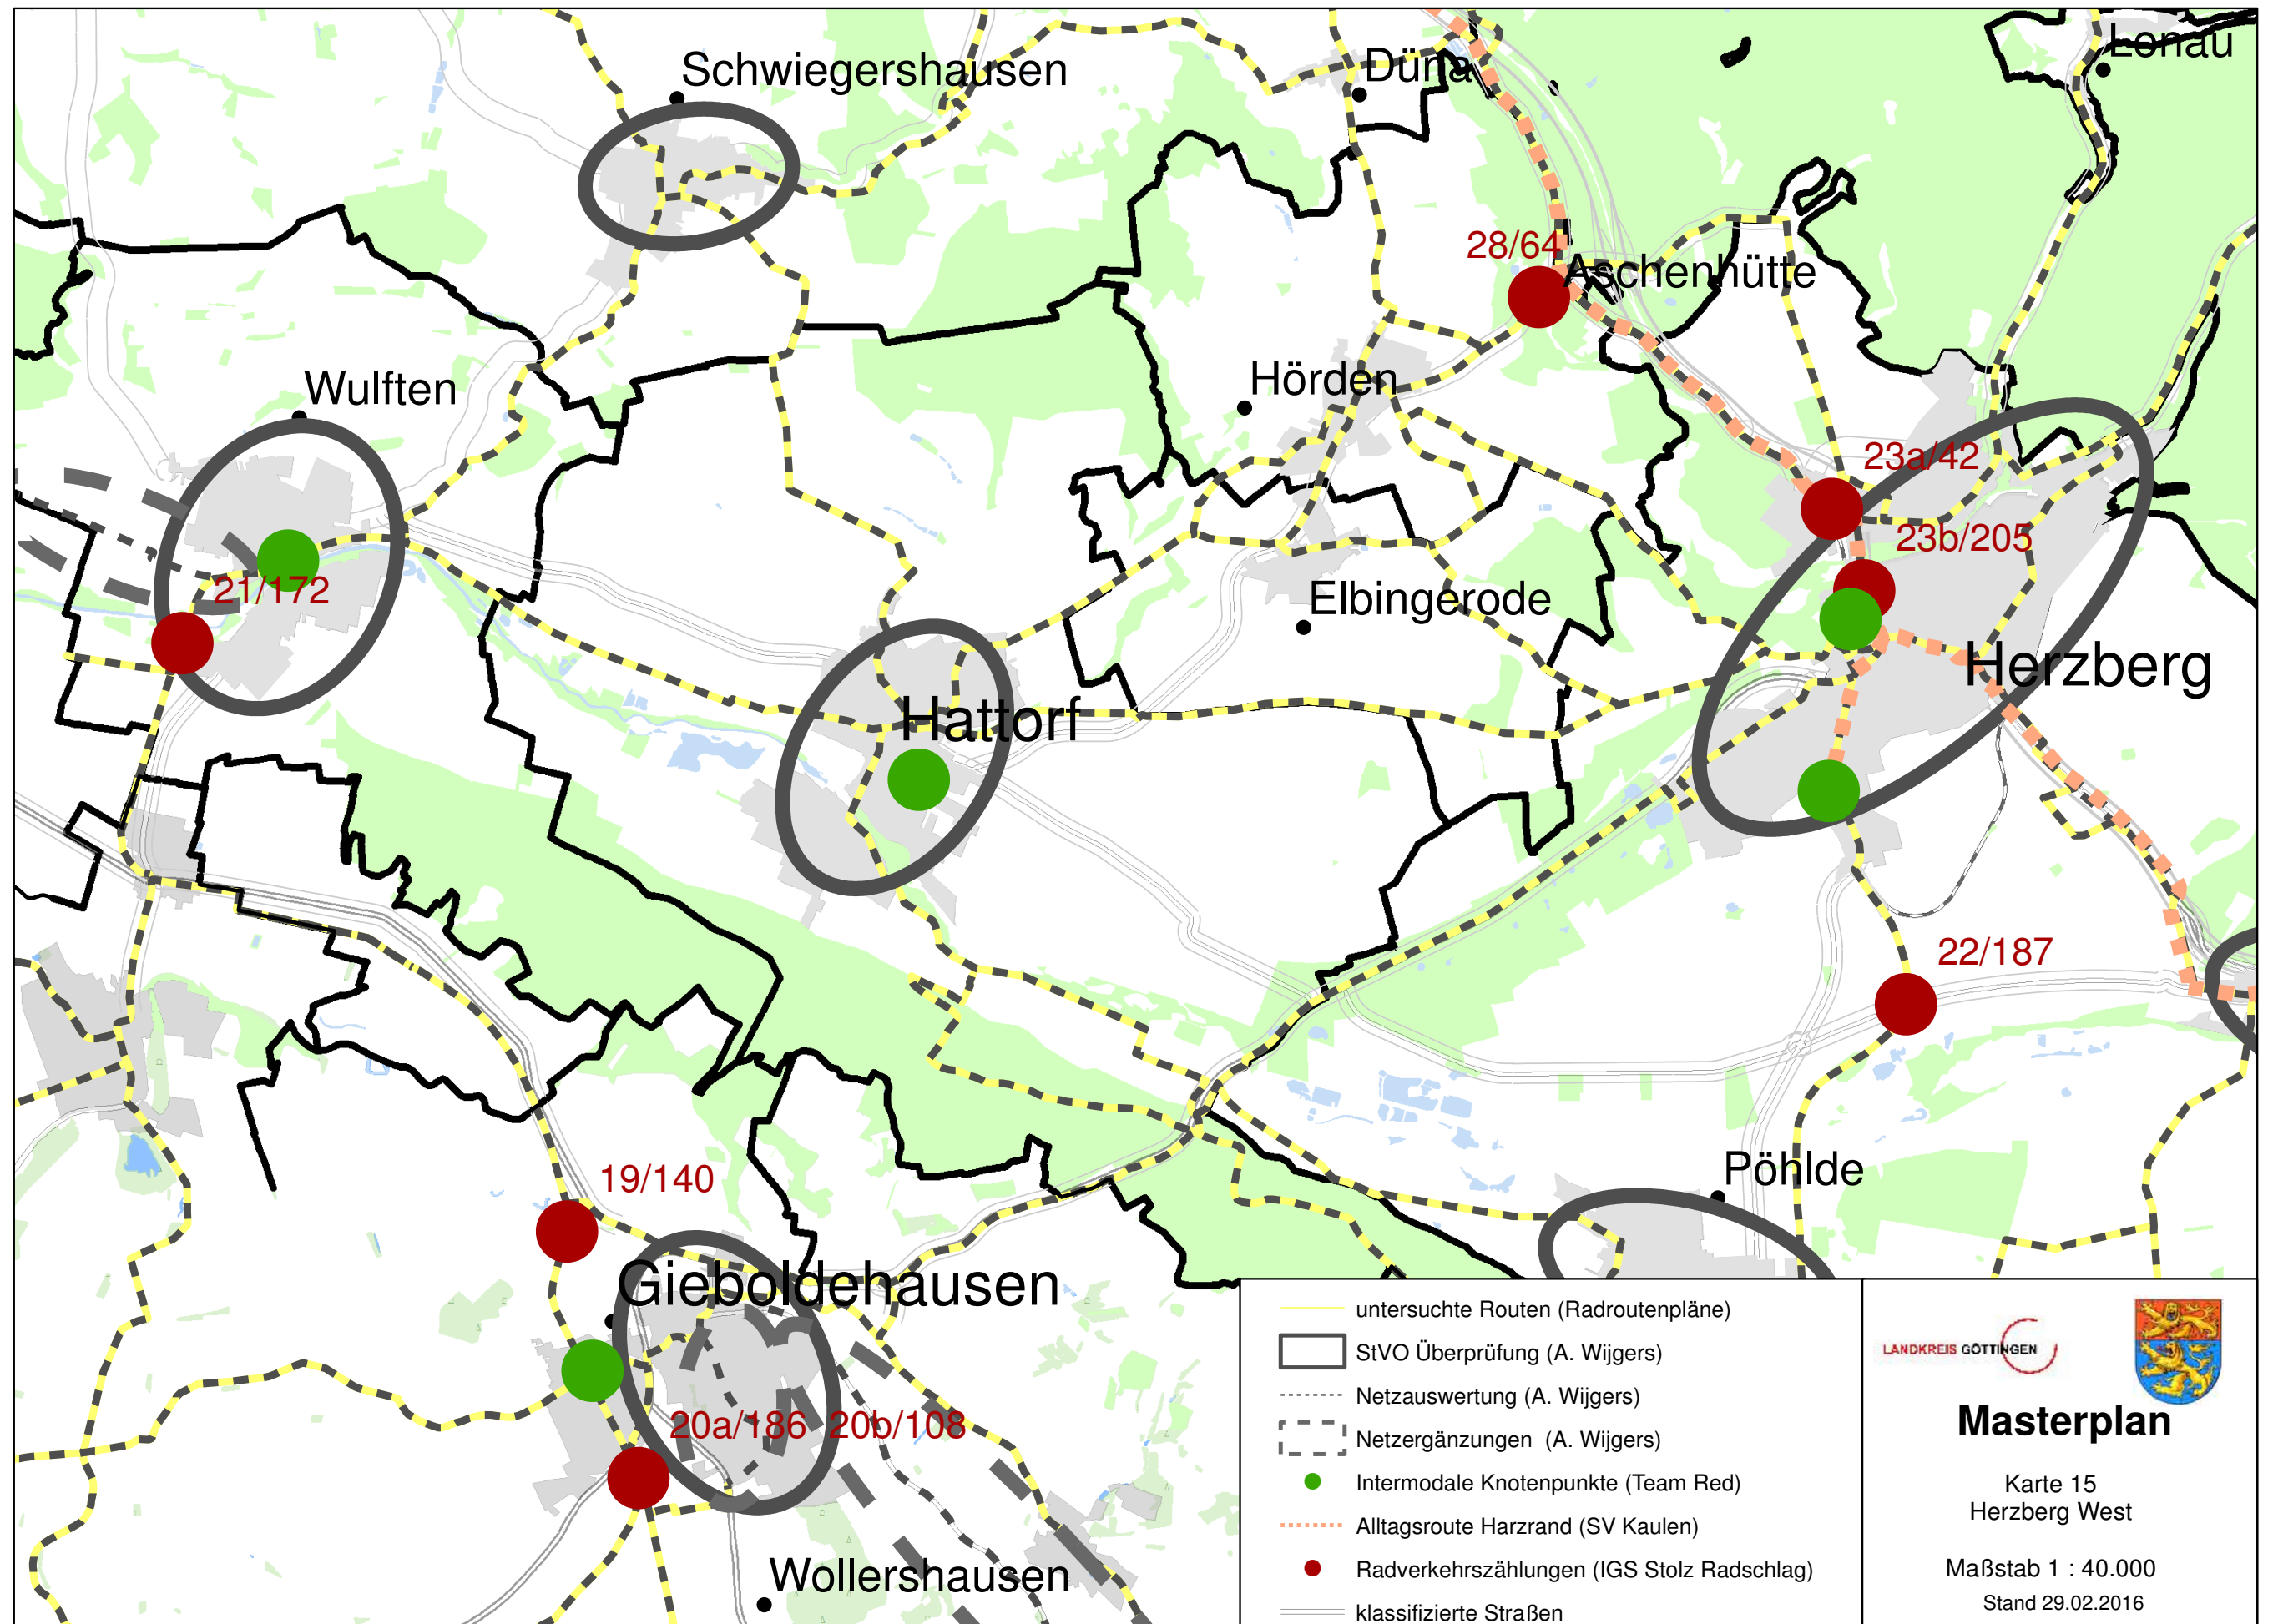 Lonau
Schwiegershausen
Düna
28/64
Aschenhütte
Wulften
Hörden
23a/42
23b/205
21/172
Elbingerode
Herzberg
Hattorf
22/187
19/140
Pöhlde
Gieboldehausen
20a/186 20b/108
Wollershausen
untersuchte Routen (Radroutenpläne)
StVO Überprüfung (A. Wijgers)
Netzauswertung (A. Wijgers)
Netzergänzungen (A. Wijgers)
Intermodale Knotenpunkte (Team Red)
Alltagsroute Harzrand (SV Kaulen)
Radverkehrszählungen (IGS Stolz Radschlag)
klassifizierte Straßen
LANDKREIS GÖTTINGEN
Masterplan
Karte 15
Herzberg West
Maßstab 1 : 40.000
Stand 29.02.2016